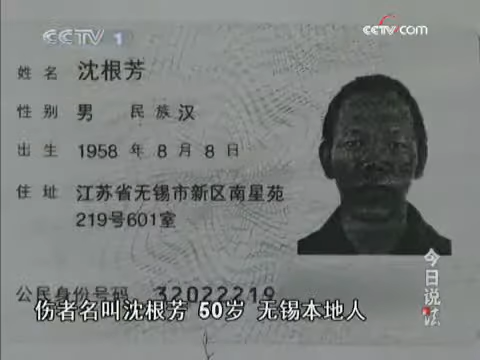 CCTV 1
CCTV.com
姓名 沈根芳
性别 男 民族 汉
出生 1958 年 8 月 8 日
住址 江苏省无锡市新区南星苑
219号601室
公民身份号码 32022219
伤者名叫沈根芳 50岁 无锡本地人
今日说法